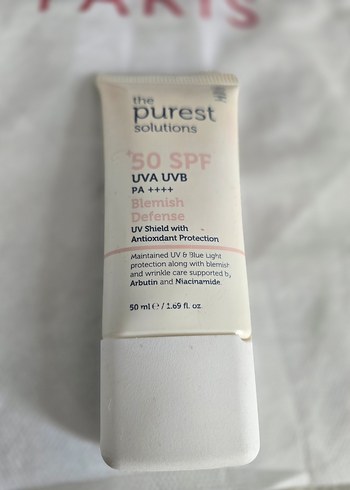 PARIS
the
purest
solutions
+50 SPF
UVA UVB
PA ++++
Blemish
Defense
UV Shield with
Antioxidant Protection
Maintained UV & Blue Light
protection along with blemish
and wrinkle care supported by
Arbutin and Niacinamide.
50 ml ℮ / 1.69 fl. oz.